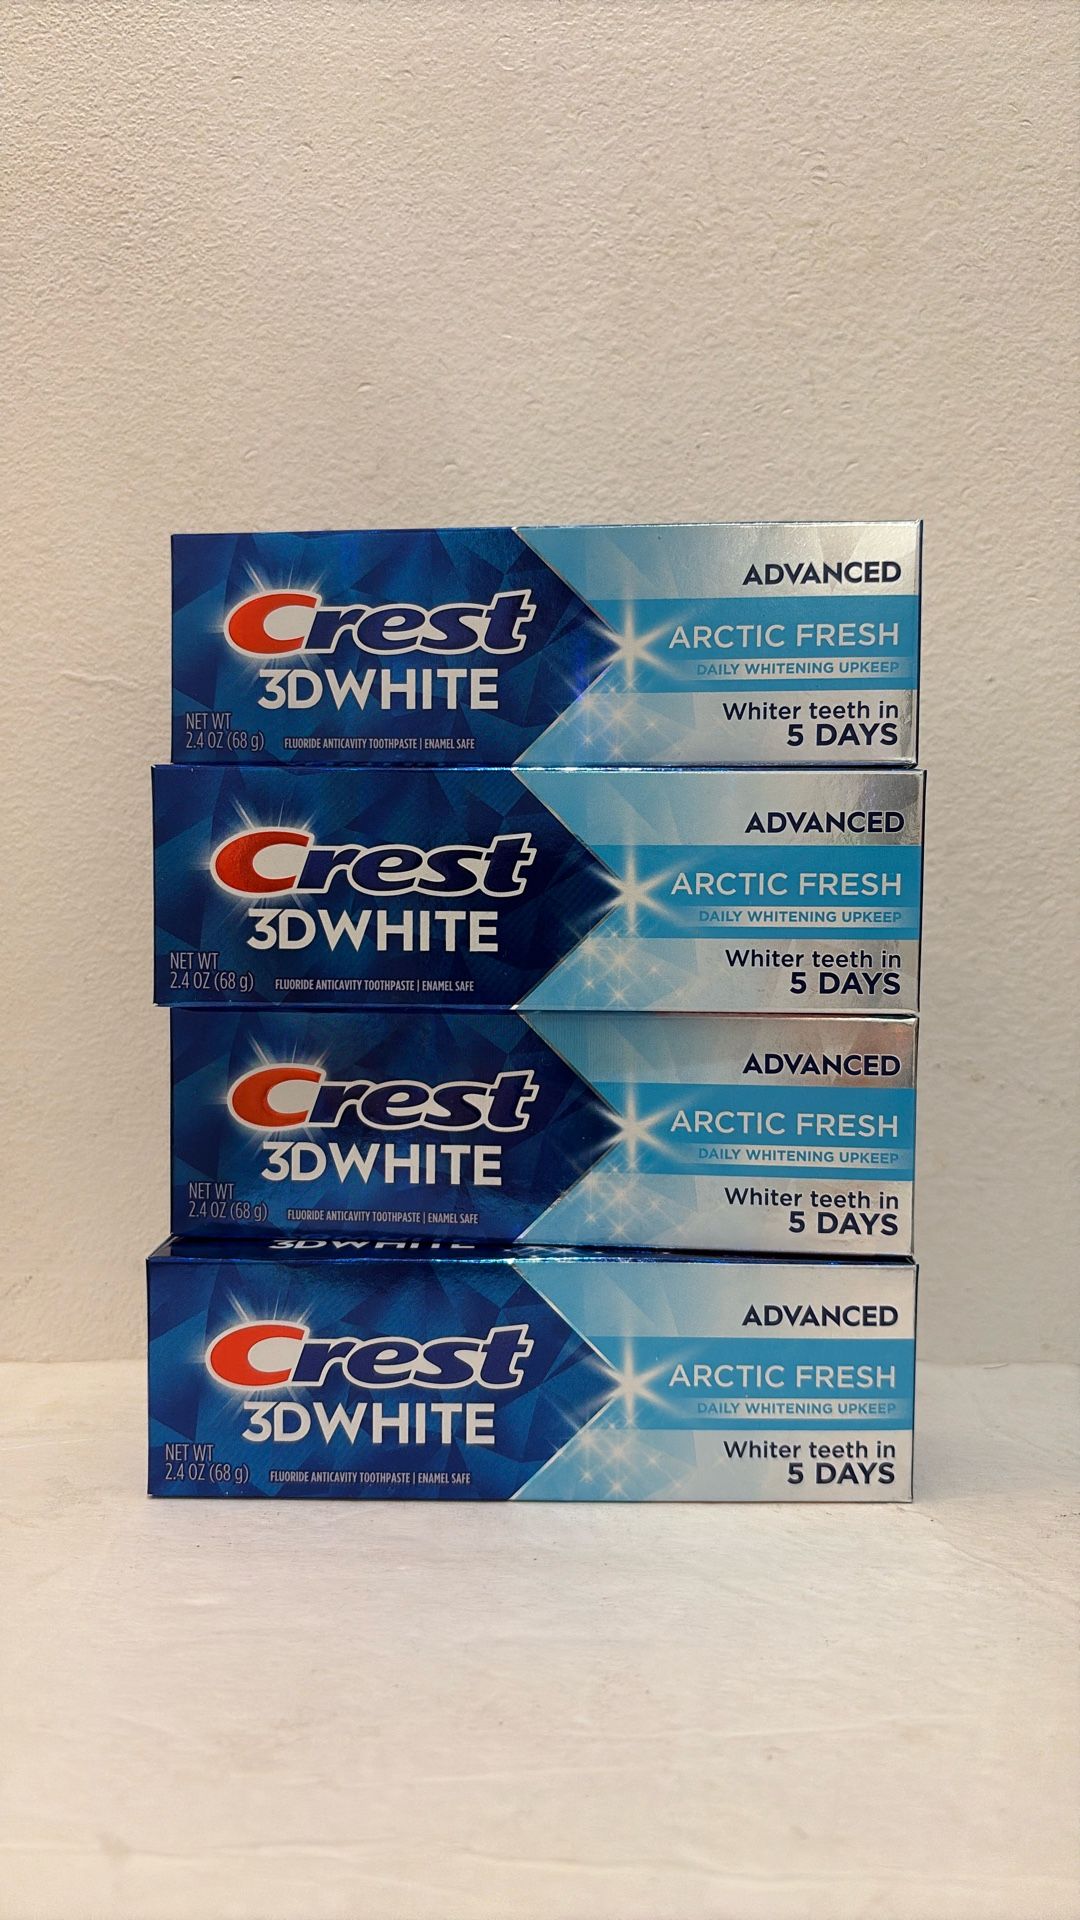 Crest
3DWHITE
NET WT
2.4 OZ (68 g)
FLUORIDE ANTICAVITY TOOTHPASTE | ENAMEL SAFE
ADVANCED
ARCTIC FRESH
DAILY WHITENING UPKEEP
Whiter teeth in
5 DAYS
Crest
3DWHITE
NET WT
2.4 OZ (68 g)
FLUORIDE ANTICAVITY TOOTHPASTE | ENAMEL SAFE
ADVANCED
ARCTIC FRESH
DAILY WHITENING UPKEEP
Whiter teeth in
5 DAYS
Crest
3DWHITE
NET WT
2.4 OZ (68 g)
FLUORIDE ANTICAVITY TOOTHPASTE | ENAMEL SAFE
ADVANCED
ARCTIC FRESH
DAILY WHITENING UPKEEP
Whiter teeth in
5 DAYS
3DWHITE
Crest
3DWHITE
NET WT
2.4 OZ (68 g)
FLUORIDE ANTICAVITY TOOTHPASTE | ENAMEL SAFE
ADVANCED
ARCTIC FRESH
DAILY WHITENING UPKEEP
Whiter teeth in
5 DAYS